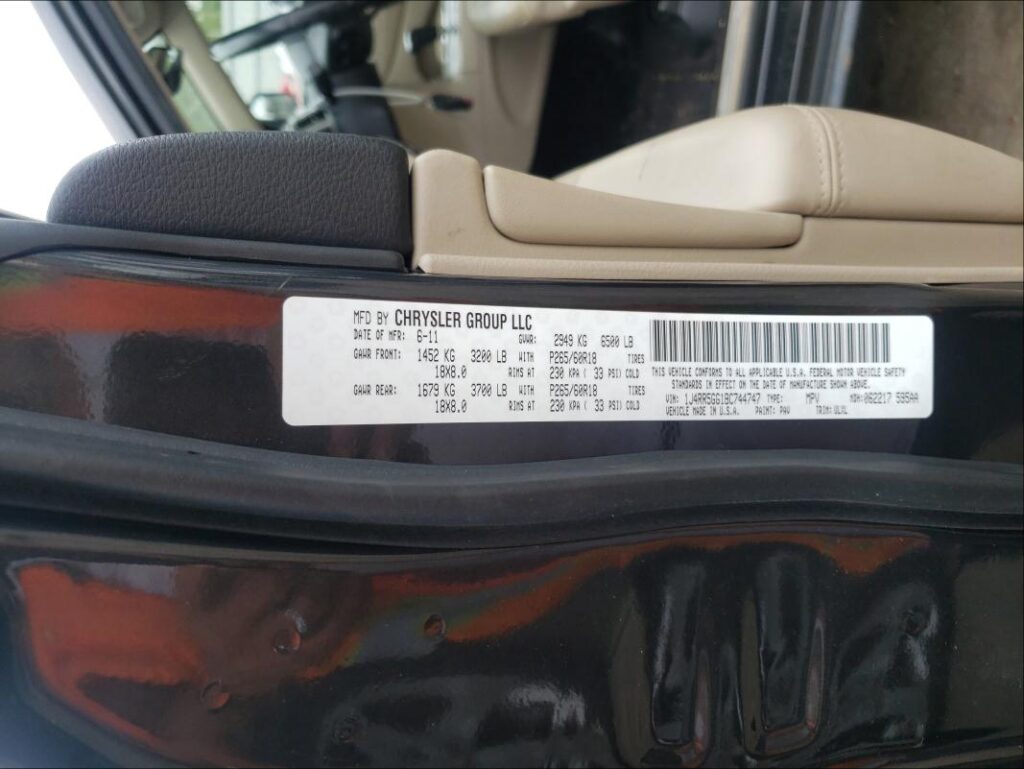 MFD BY CHRYSLER GROUP LLC
DATE OF MFR: 6-11 GVWR: 2949 KG 6500 LB
GAWR FRONT: 1452 KG 3200 LB WITH P265/60R18 TIRES
18X8.0 RIMS AT 230 KPA ( 33 PSI) COLD
GAWR REAR: 1679 KG 3700 LB WITH P265/60R18 TIRES
18X8.0 RIMS AT 230 KPA ( 33 PSI) COLD
THIS VEHICLE CONFORMS TO ALL APPLICABLE U.S.A. FEDERAL MOTOR VEHICLE SAFETY
STANDARDS IN EFFECT ON THE DATE OF MANUFACTURE SHOWN ABOVE.
VIN: 1J4RR5GG1BC744747 TYPE: MPV MDH: 062217 595AA
VEHICLE MADE IN U.S.A. PAINT: PAV TRIM: